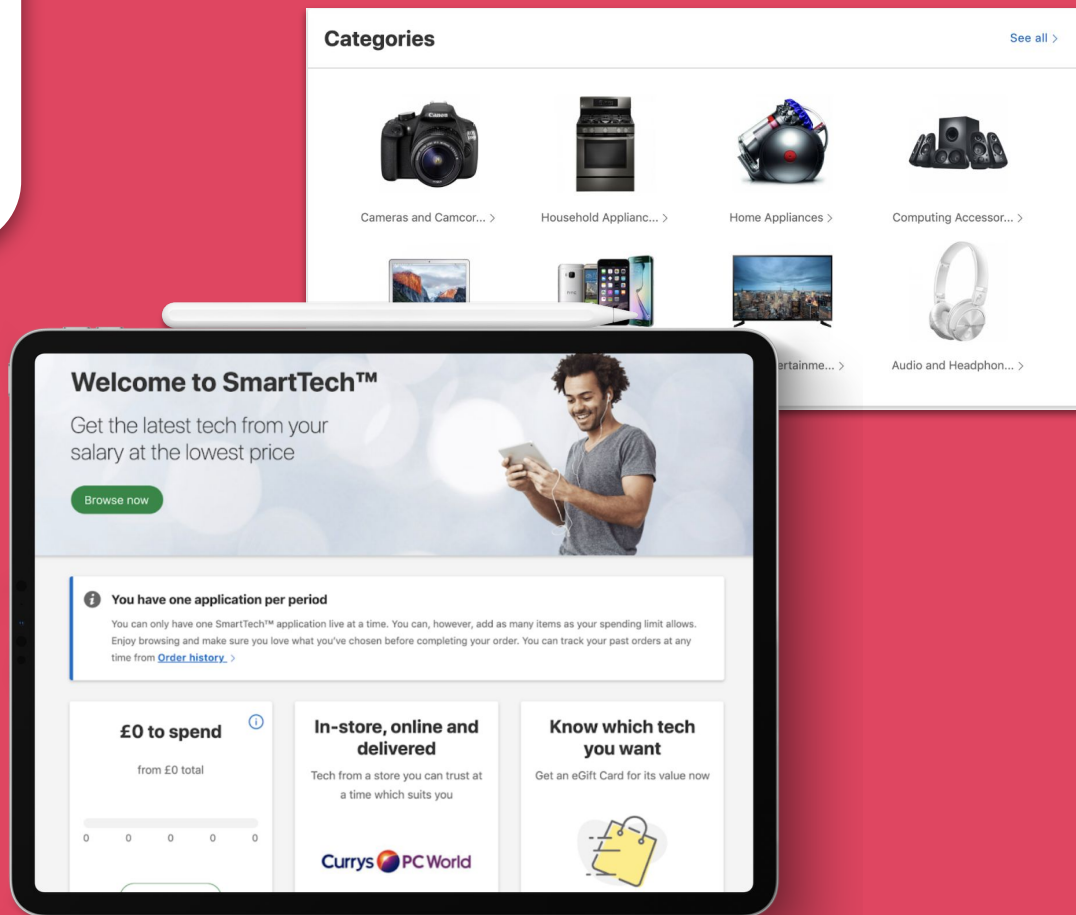 Categories
See all >
Canon
Cameras and Camcor... >
Household Applianc... >
Home Appliances >
Computing Accessor... >
ertainme... >
Audio and Headphon... >
Welcome to SmartTech™
Get the latest tech from your
salary at the lowest price
Browse now
You have one application per period
You can only have one SmartTech™ application live at a time. You can, however, add as many items as your spending limit allows.
Enjoy browsing and make sure you love what you've chosen before completing your order. You can track your past orders at any
time from Order history >
£0 to spend
from £0 total
0 0 0 0 0
In-store, online and
delivered
Tech from a store you can trust at
a time which suits you
Currys PC World
Know which tech
you want
Get an eGift Card for its value now